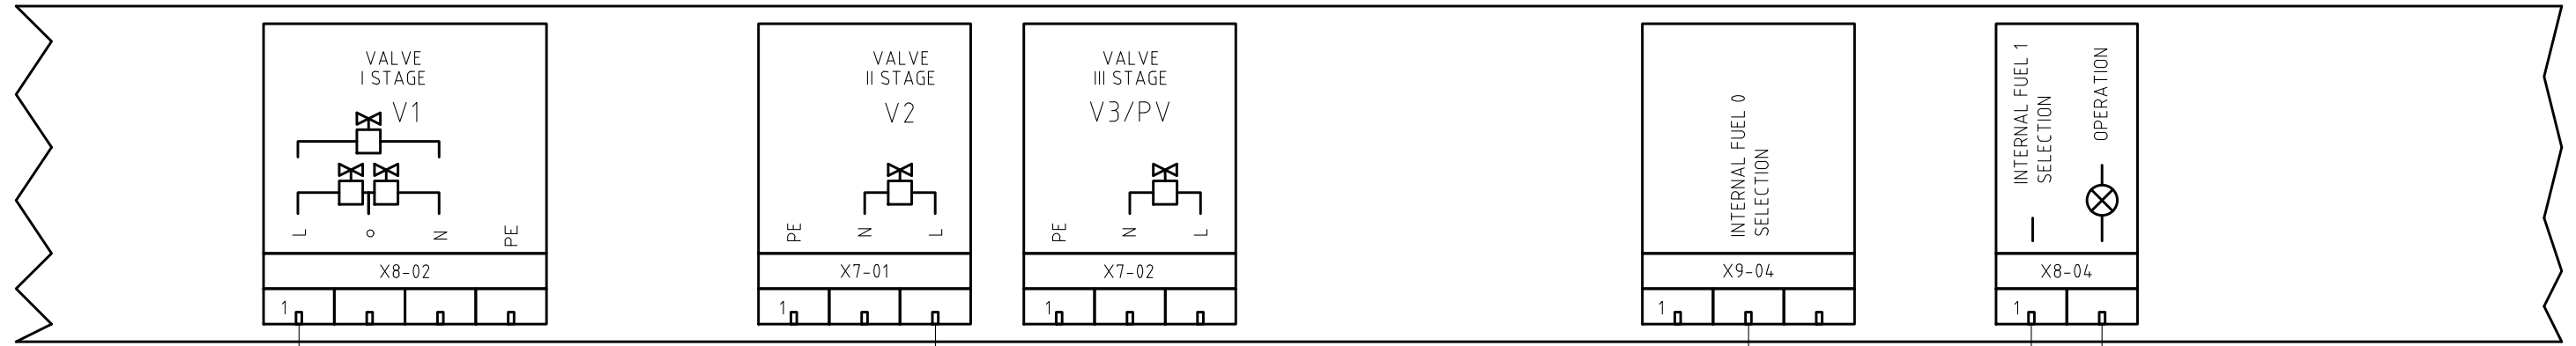 VALVE
I STAGE
V1
L
o
N
PE
X8-02
1
VALVE
II STAGE
V2
PE
N
L
X7-01
1
VALVE
III STAGE
V3/PV
PE
N
L
X7-02
1
INTERNAL FUEL 0
SELECTION
X9-04
1
INTERNAL FUEL 1
SELECTION
OPERATION
X8-04
1